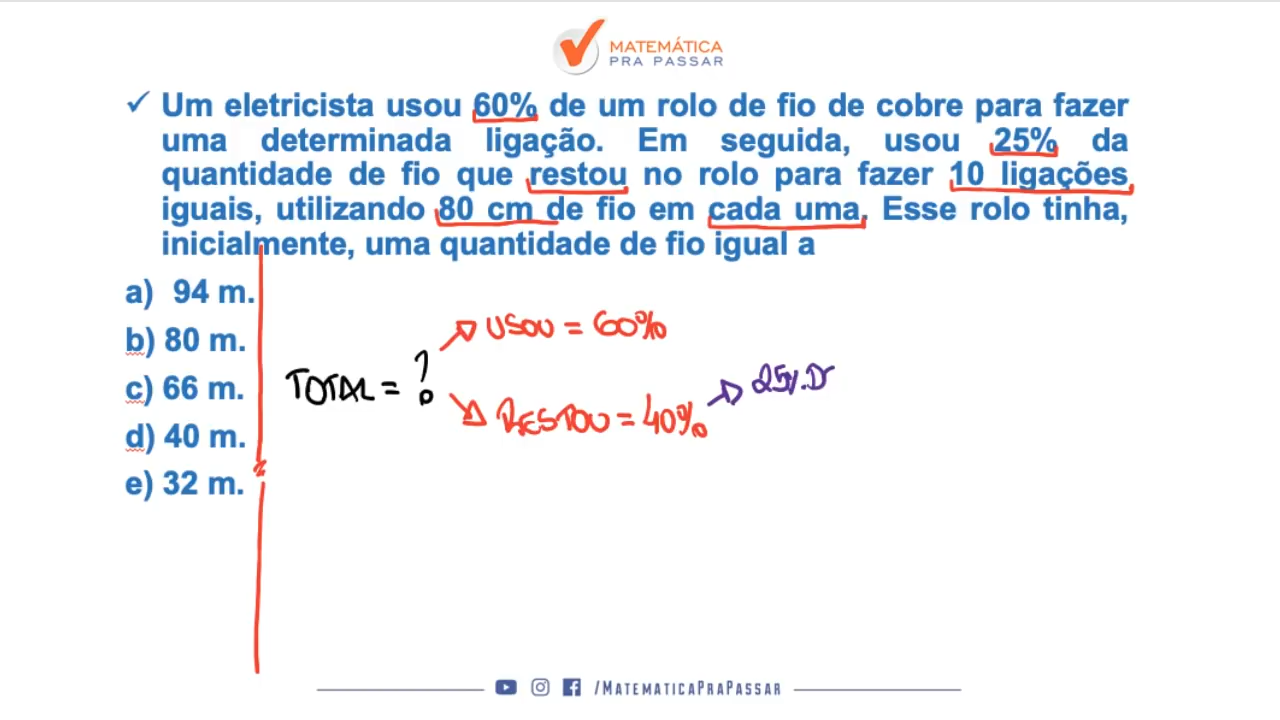 MATEMÁTICA
PRA PASSAR
✓ Um eletricista usou 60% de um rolo de fio de cobre para fazer
uma determinada ligação. Em seguida, usou 25% da
quantidade de fio que restou no rolo para fazer 10 ligações
iguais, utilizando 80 cm de fio em cada uma. Esse rolo tinha,
inicialmente, uma quantidade de fio igual a
a) 94 m.
b) 80 m.
c) 66 m.
d) 40 m.
e) 32 m.
USOU = 60%
TOTAL = ?
RESTOU = 40%
25%.D
/MATEMATICAPRAPASSAR